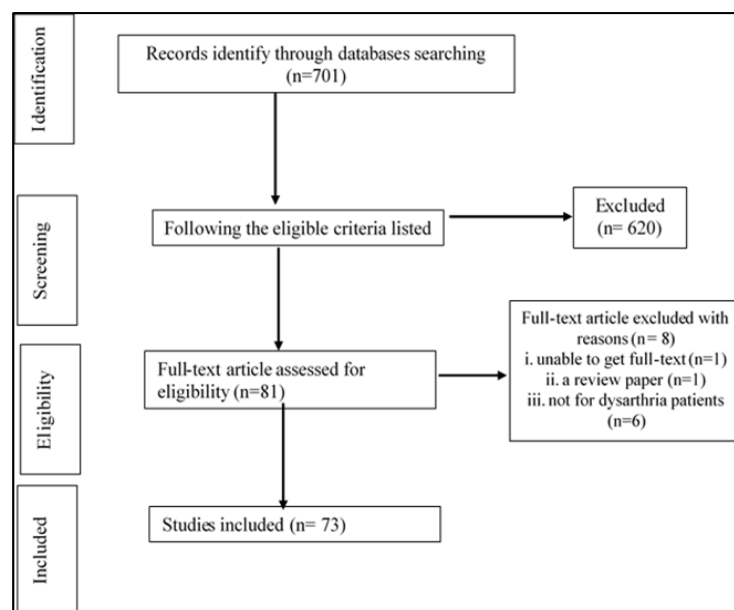 Identification
Records identify through databases searching
(n=701)
Screening
Following the eligible criteria listed
Excluded
(n= 620)
Eligibility
Full-text article assessed for
eligibility (n=81)
Full-text article excluded with
reasons (n= 8)
i. unable to get full-text (n=1)
ii. a review paper (n=1)
iii. not for dysarthria patients
(n=6)
Included
Studies included (n= 73)